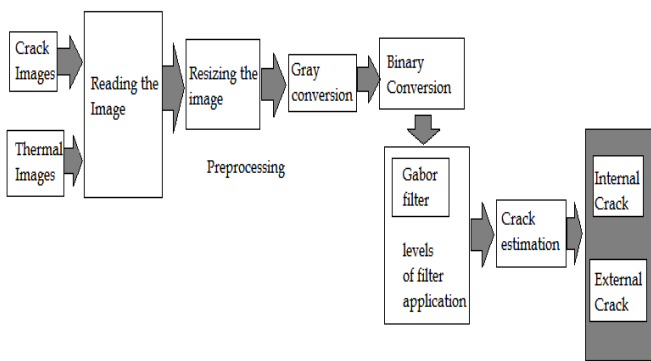 Crack
Images
Thermal
Images
Reading the
Image
Resizing the
image
Gray
conversion
Binary
Conversion
Preprocessing
Gabor
filter
levels
of filter
application
Crack
estimation
Internal
Crack
External
Crack